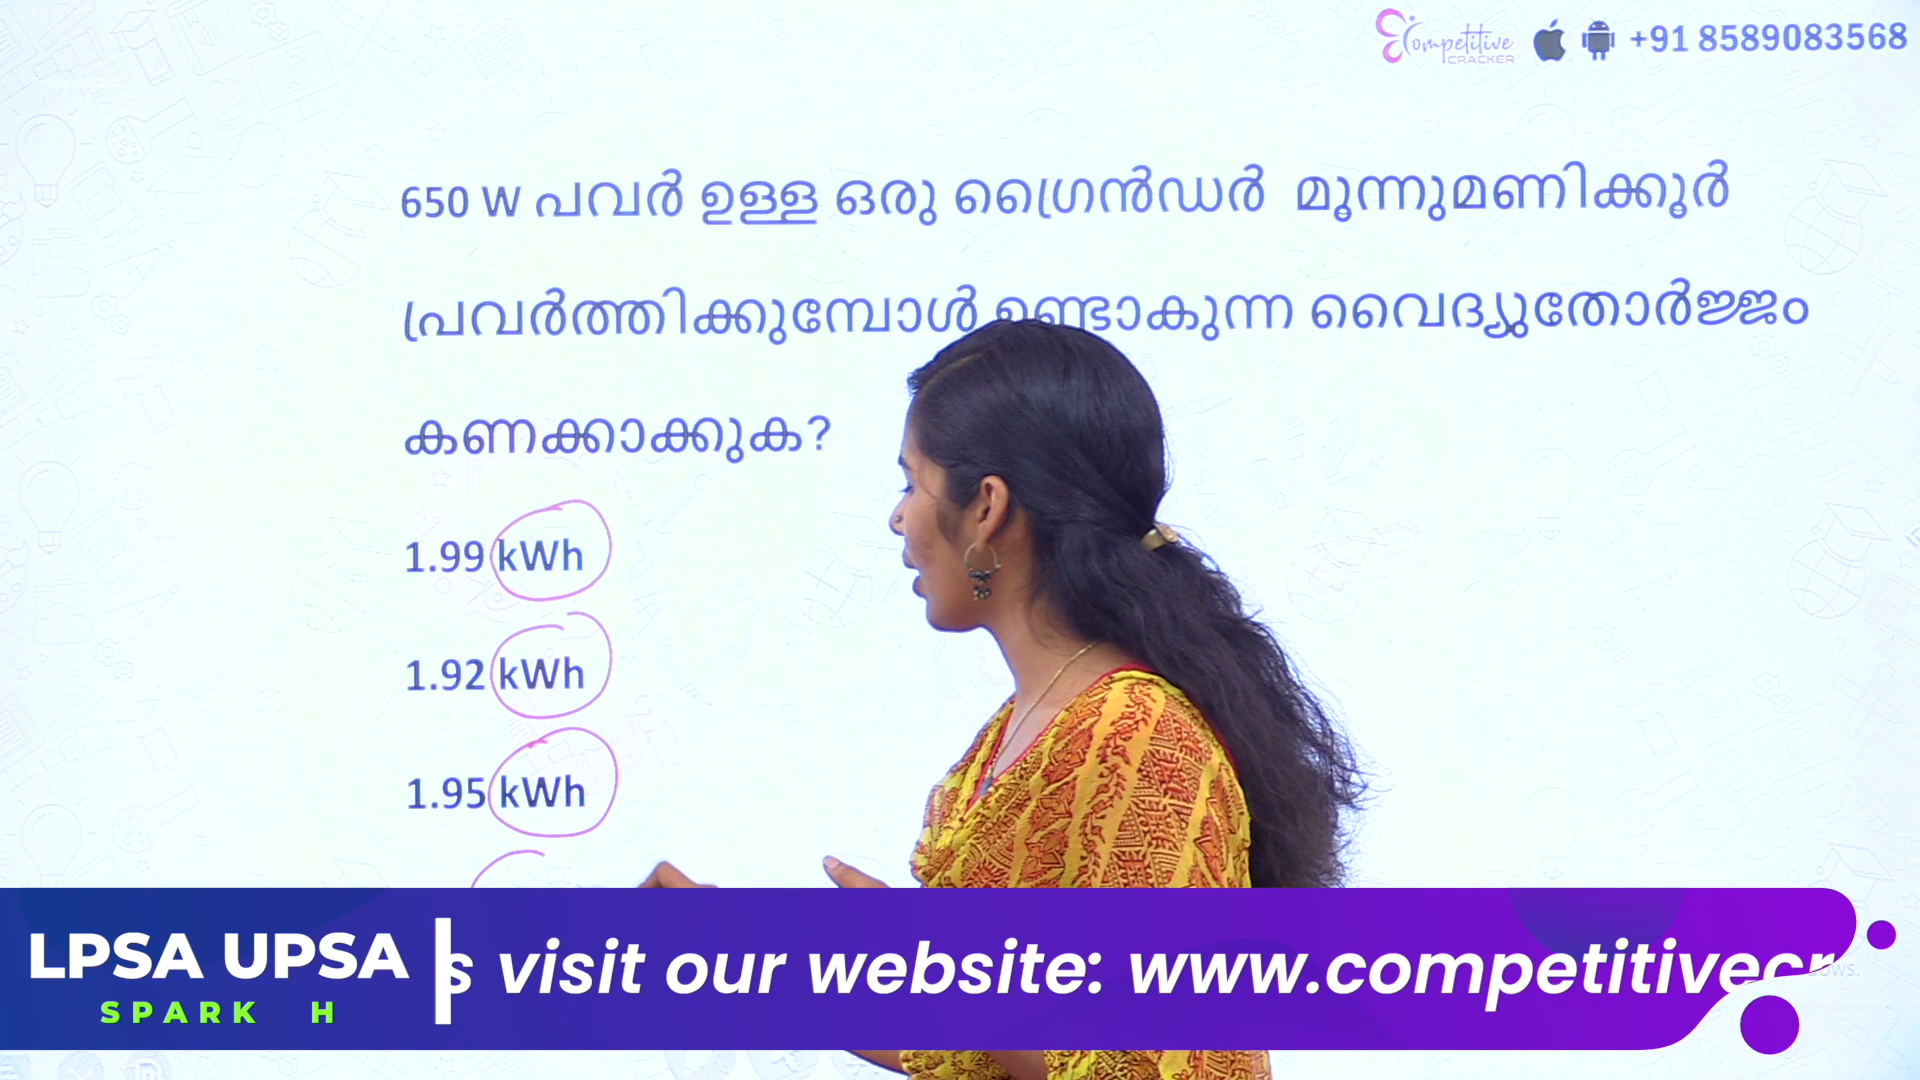 Competitive
CRACKER
+91 8589083568
650 W പവർ ഉള്ള ഒരു ഗ്രൈൻഡർ മൂന്നുമണിക്കൂർ
പ്രവർത്തിക്കുമ്പോൾ ഉണ്ടാകുന്ന വൈദ്യുതോർജ്ജം
കണക്കാക്കുക?
1.99 kWh
1.92 kWh
1.95 kWh
LPSA UPSA
SPARK H
s visit our website: www.competitivecr